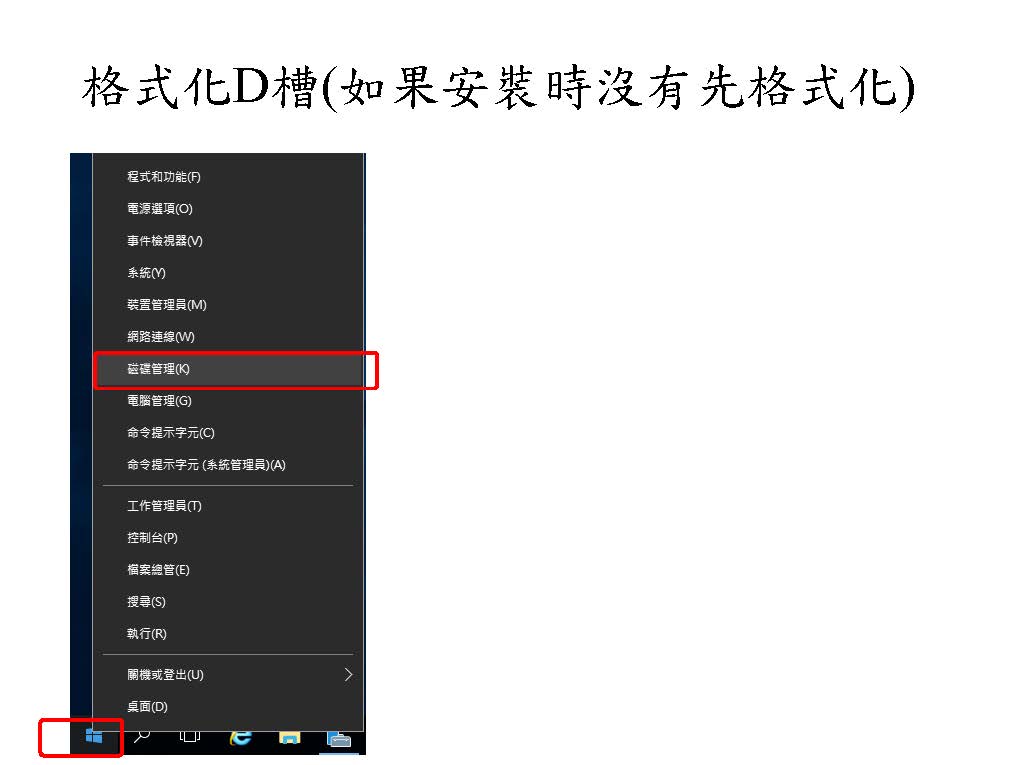 格式化D槽(如果安裝時沒有先格式化)
程式和功能(F)
電源選項(O)
事件檢視器(V)
系統(Y)
裝置管理員(M)
網路連線(W)
磁碟管理(K)
電腦管理(G)
命令提示字元(C)
命令提示字元 (系統管理員)(A)
工作管理員(T)
控制台(P)
檔案總管(E)
搜尋(S)
執行(R)
關機或登出(U)
桌面(D)